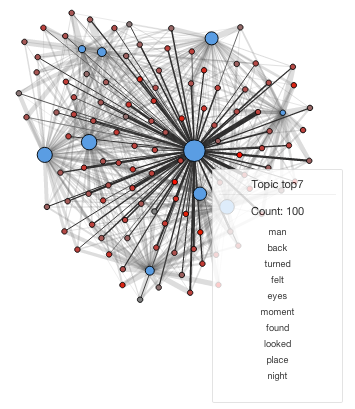 Topic top7
Count: 100
man
back
turned
felt
eyes
moment
found
looked
place
night